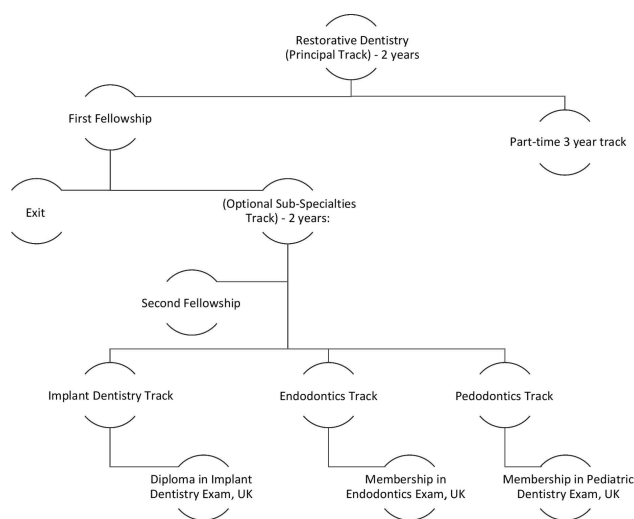 Restorative Dentistry
(Principal Track) - 2 years
First Fellowship
Part-time 3 year track
Exit
(Optional Sub-Specialties
Track) - 2 years:
Second Fellowship
Implant Dentistry Track
Endodontics Track
Pedodontics Track
Diploma in Implant
Dentistry Exam, UK
Membership in
Endodontics Exam, UK
Membership in Pediatric
Dentistry Exam, UK